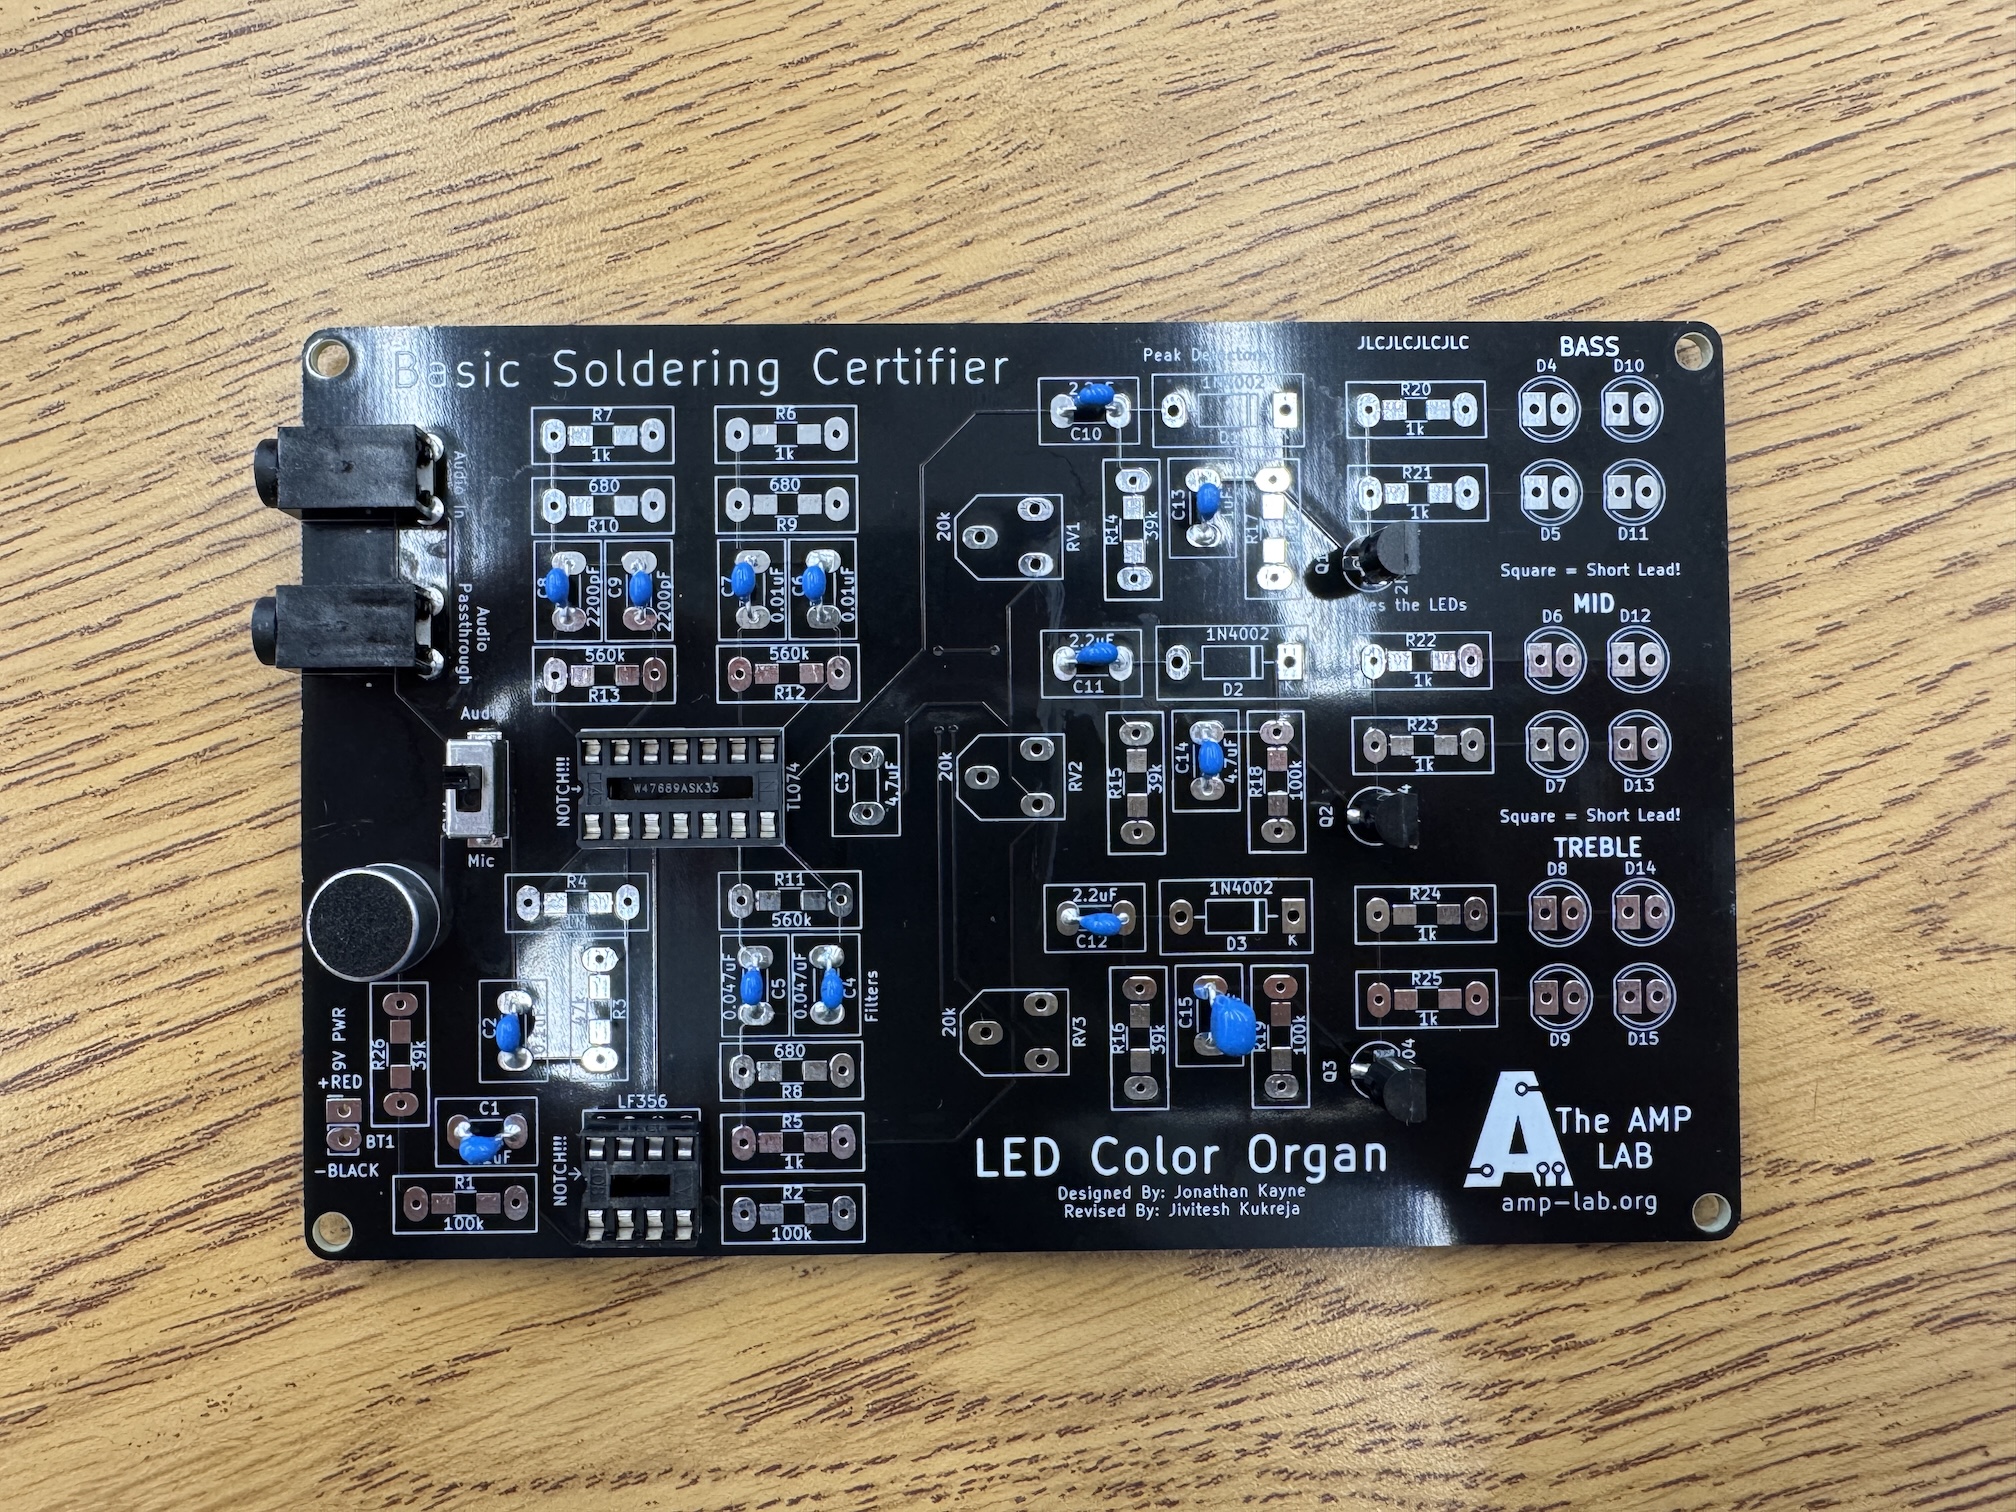 Basic Soldering Certifier
Peak Detectors
JLCJLCJLCJLC
BASS
D4
D10
R7
1k
R6
1k
C10
1N4002
R20
1k
Audio In
680
R10
680
R9
20k
RV1
R14
39k
C13
R17
R21
1k
D5
D11
Square = Short Lead!
C8
2200pF
C9
2200pF
C7
0.01uF
C6
0.01uF
Q1
the LEDs
MID
D6
D12
Audio
Passthrough
560k
R13
560k
R12
2.2uF
C11
1N4002
D2
K
R22
1k
Audio
Mic
NOTCH!!!
W47889ASK35
TL074
C3
4.7uF
20k
RV2
R15
39k
C14
4.7uF
R18
100k
R23
1k
Q2
D7
D13
Square = Short Lead!
TREBLE
D8
D14
R4
R11
560k
2.2uF
C12
1N4002
D3
K
R24
1k
C2
47k
R3
0.047uF
C5
0.047uF
C4
Filters
20k
RV3
R16
39k
C15
R19
100k
R25
1k
Q3
D9
D15
9V PWR
+RED
BT1
-BLACK
R26
39k
C1
R1
100k
LF356
NOTCH!!!
680
R8
R5
1k
R2
100k
LED Color Organ
Designed By: Jonathan Kayne
Revised By: Jivitesh Kukreja
The AMP
LAB
amp-lab.org